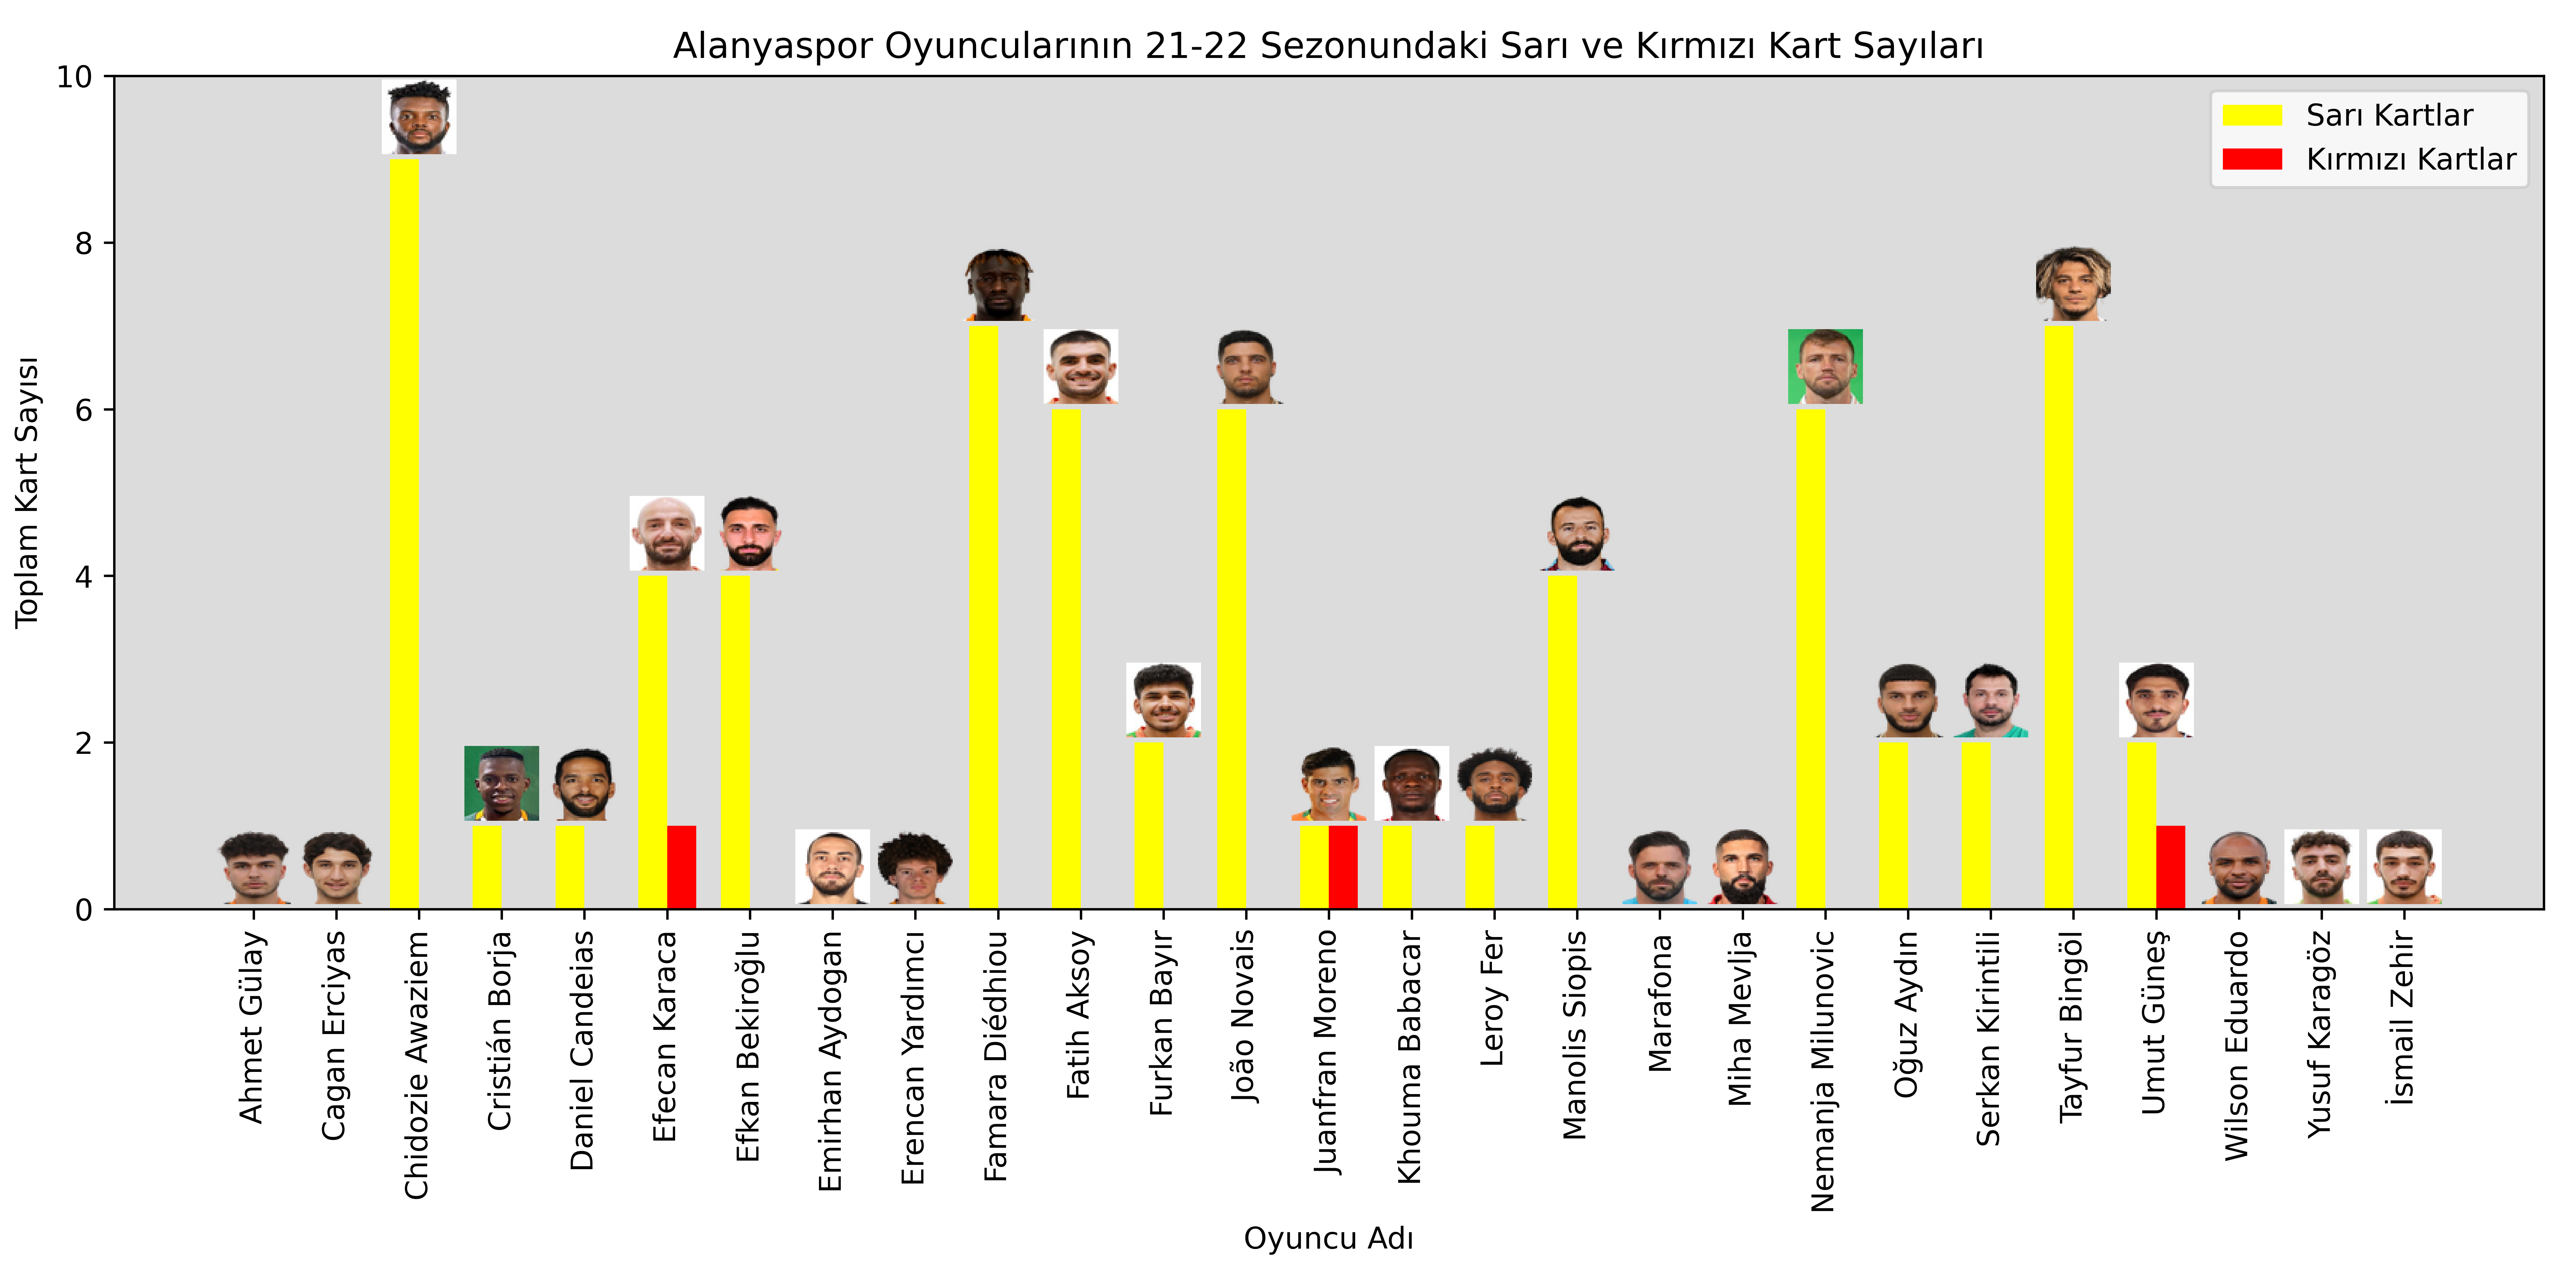 Alanyaspor Oyuncularının 21-22 Sezonundaki Sarı ve Kırmızı Kart Sayıları
Sarı Kartlar
Kırmızı Kartlar
Toplam Kart Sayısı
10
8
6
4
2
0
Ahmet Gülay
Cagan Erciyas
Chidozie Awaziem
Cristián Borja
Daniel Candeias
Efecan Karaca
Efkan Bekiroğlu
Emirhan Aydogan
Erencan Yardımcı
Famara Diédhiou
Fatih Aksoy
Furkan Bayır
João Novais
Juanfran Moreno
Khouma Babacar
Leroy Fer
Manolis Siopis
Marafona
Miha Mevlja
Nemanja Milunovic
Oğuz Aydın
Serkan Kirintili
Tayfur Bingöl
Umut Güneş
Wilson Eduardo
Yusuf Karagöz
İsmail Zehir
Oyuncu Adı